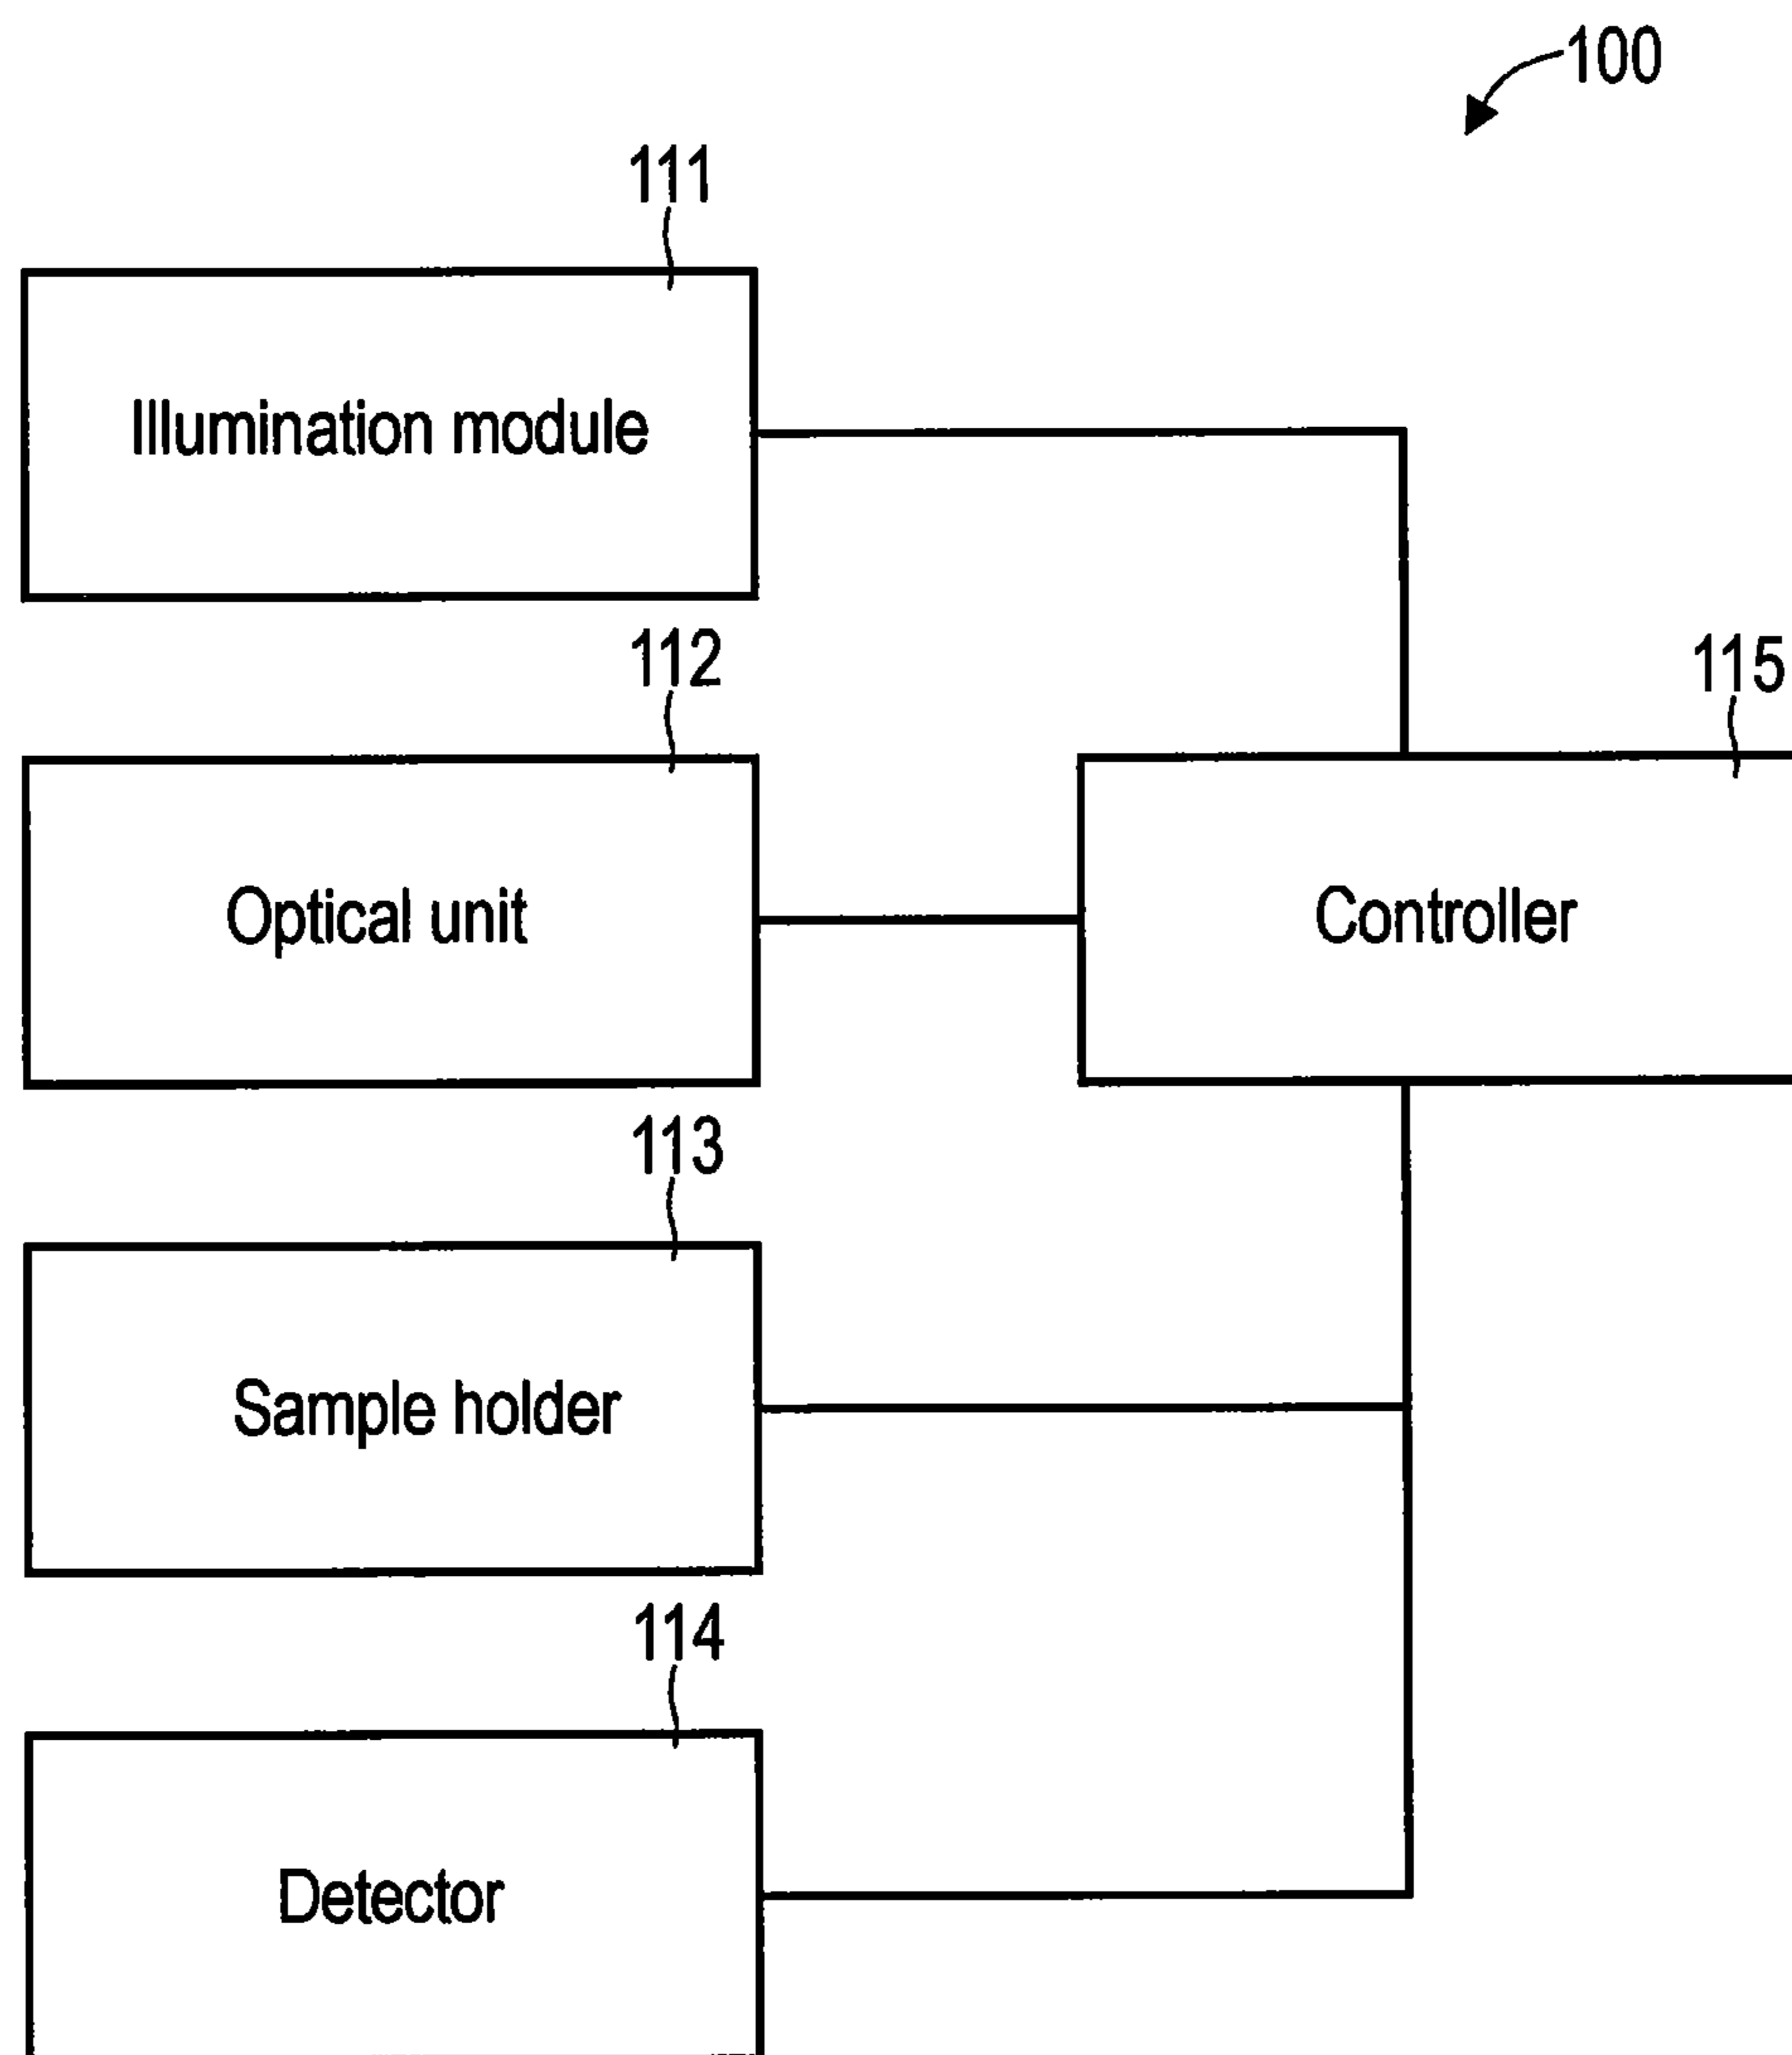 100
111
Illumination module
112
115
Optical unit
Controller
113
Sample holder
114
Detector